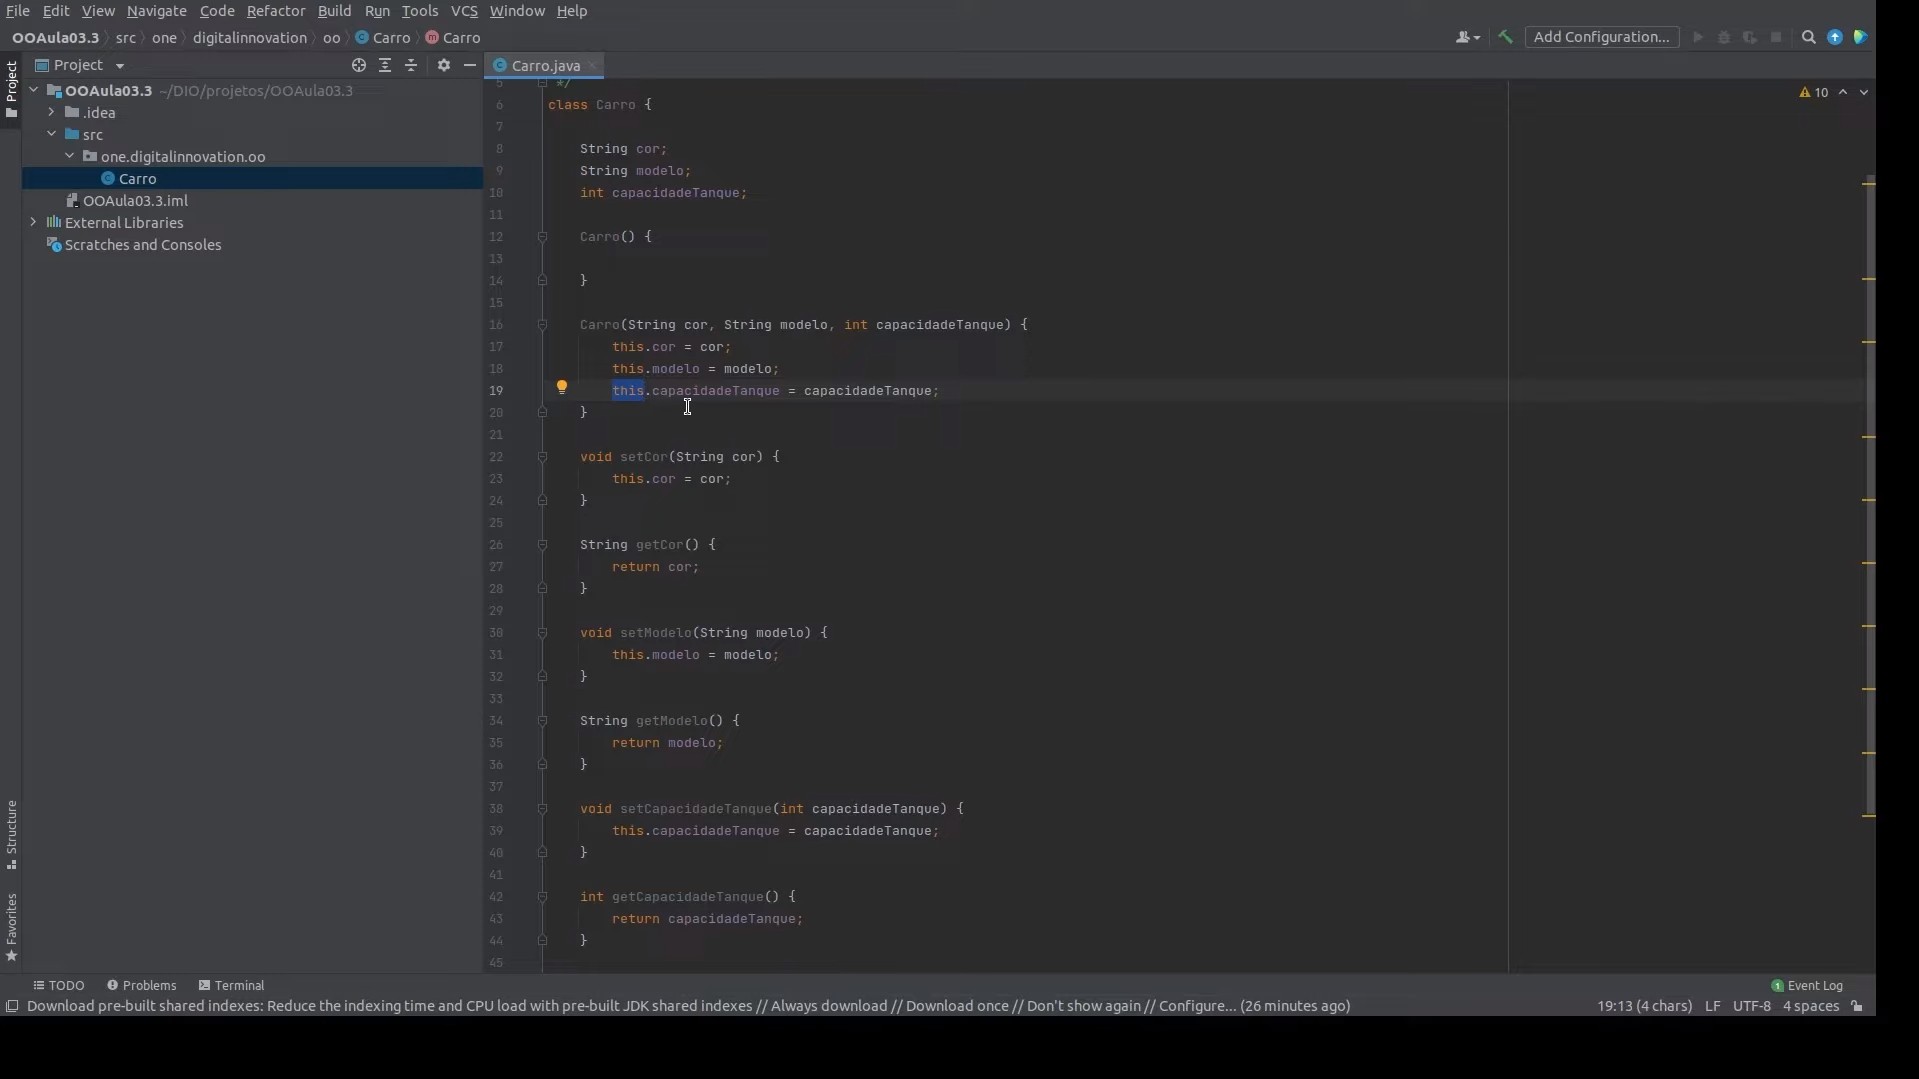 File Edit View Navigate Code Refactor Build Run Tools VCS Window Help
OOAula03.3 src one digitalinnovation oo Carro Carro
Add Configuration...
Project
Project
OOAula03.3 ~/DIO/projetos/OOAula03.3
.idea
src
one.digitalinnovation.oo
Carro
OOAula03.3.iml
External Libraries
Scratches and Consoles
Structure
Favorites
Carro.java
10
5 */
6 class Carro {
7
8 String cor;
9 String modelo;
10 int capacidadeTanque;
11
12 Carro() {
13
14 }
15
16 Carro(String cor, String modelo, int capacidadeTanque) {
17 this.cor = cor;
18 this.modelo = modelo;
19 this.capacidadeTanque = capacidadeTanque;
20 }
21
22 void setCor(String cor) {
23 this.cor = cor;
24 }
25
26 String getCor() {
27 return cor;
28 }
29
30 void setModelo(String modelo) {
31 this.modelo = modelo;
32 }
33
34 String getModelo() {
35 return modelo;
36 }
37
38 void setCapacidadeTanque(int capacidadeTanque) {
39 this.capacidadeTanque = capacidadeTanque;
40 }
41
42 int getCapacidadeTanque() {
43 return capacidadeTanque;
44 }
45
TODO Problems Terminal
1 Event Log
Download pre-built shared indexes: Reduce the indexing time and CPU load with pre-built JDK shared indexes // Always download // Download once // Don't show again // Configure... (26 minutes ago)
19:13 (4 chars) LF UTF-8 4 spaces